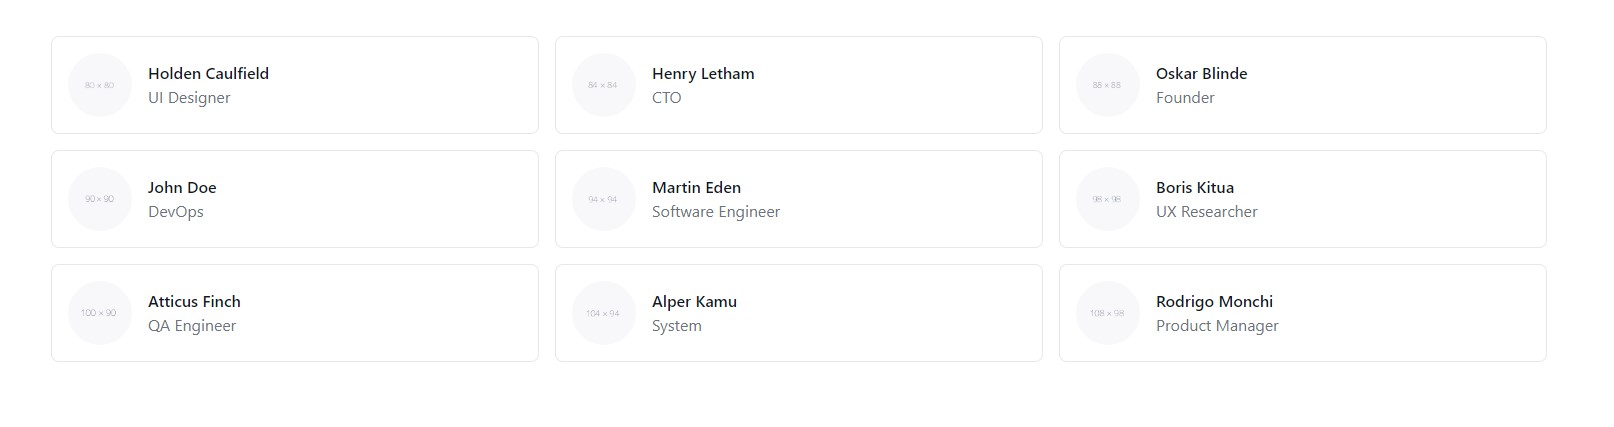 80 × 80
Holden Caulfield
UI Designer
84 × 84
Henry Letham
CTO
88 × 88
Oskar Blinde
Founder
90 × 90
John Doe
DevOps
94 × 94
Martin Eden
Software Engineer
98 × 98
Boris Kitua
UX Researcher
100 × 90
Atticus Finch
QA Engineer
104 × 94
Alper Kamu
System
108 × 98
Rodrigo Monchi
Product Manager